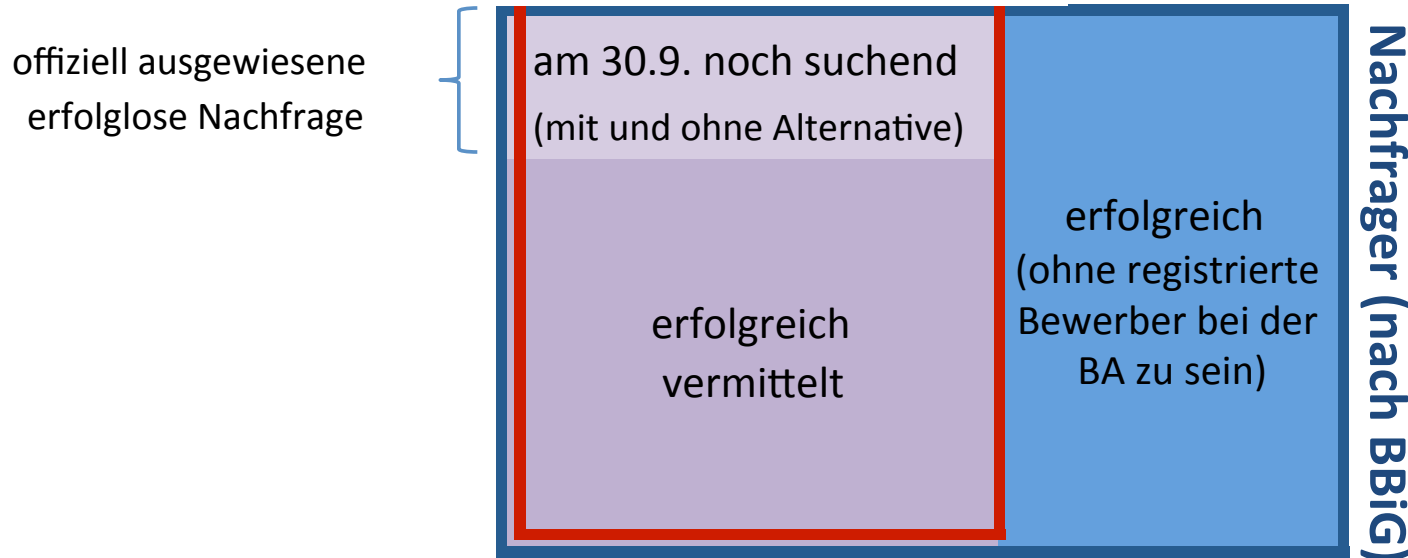 offiziell ausgewiesene
erfolglose Nachfrage
am 30.9. noch suchend
(mit und ohne Alternative)
erfolgreich
vermittelt
erfolgreich
(ohne registrierte
Bewerber bei der
BA zu sein)
Nachfrager (nach BBiG)